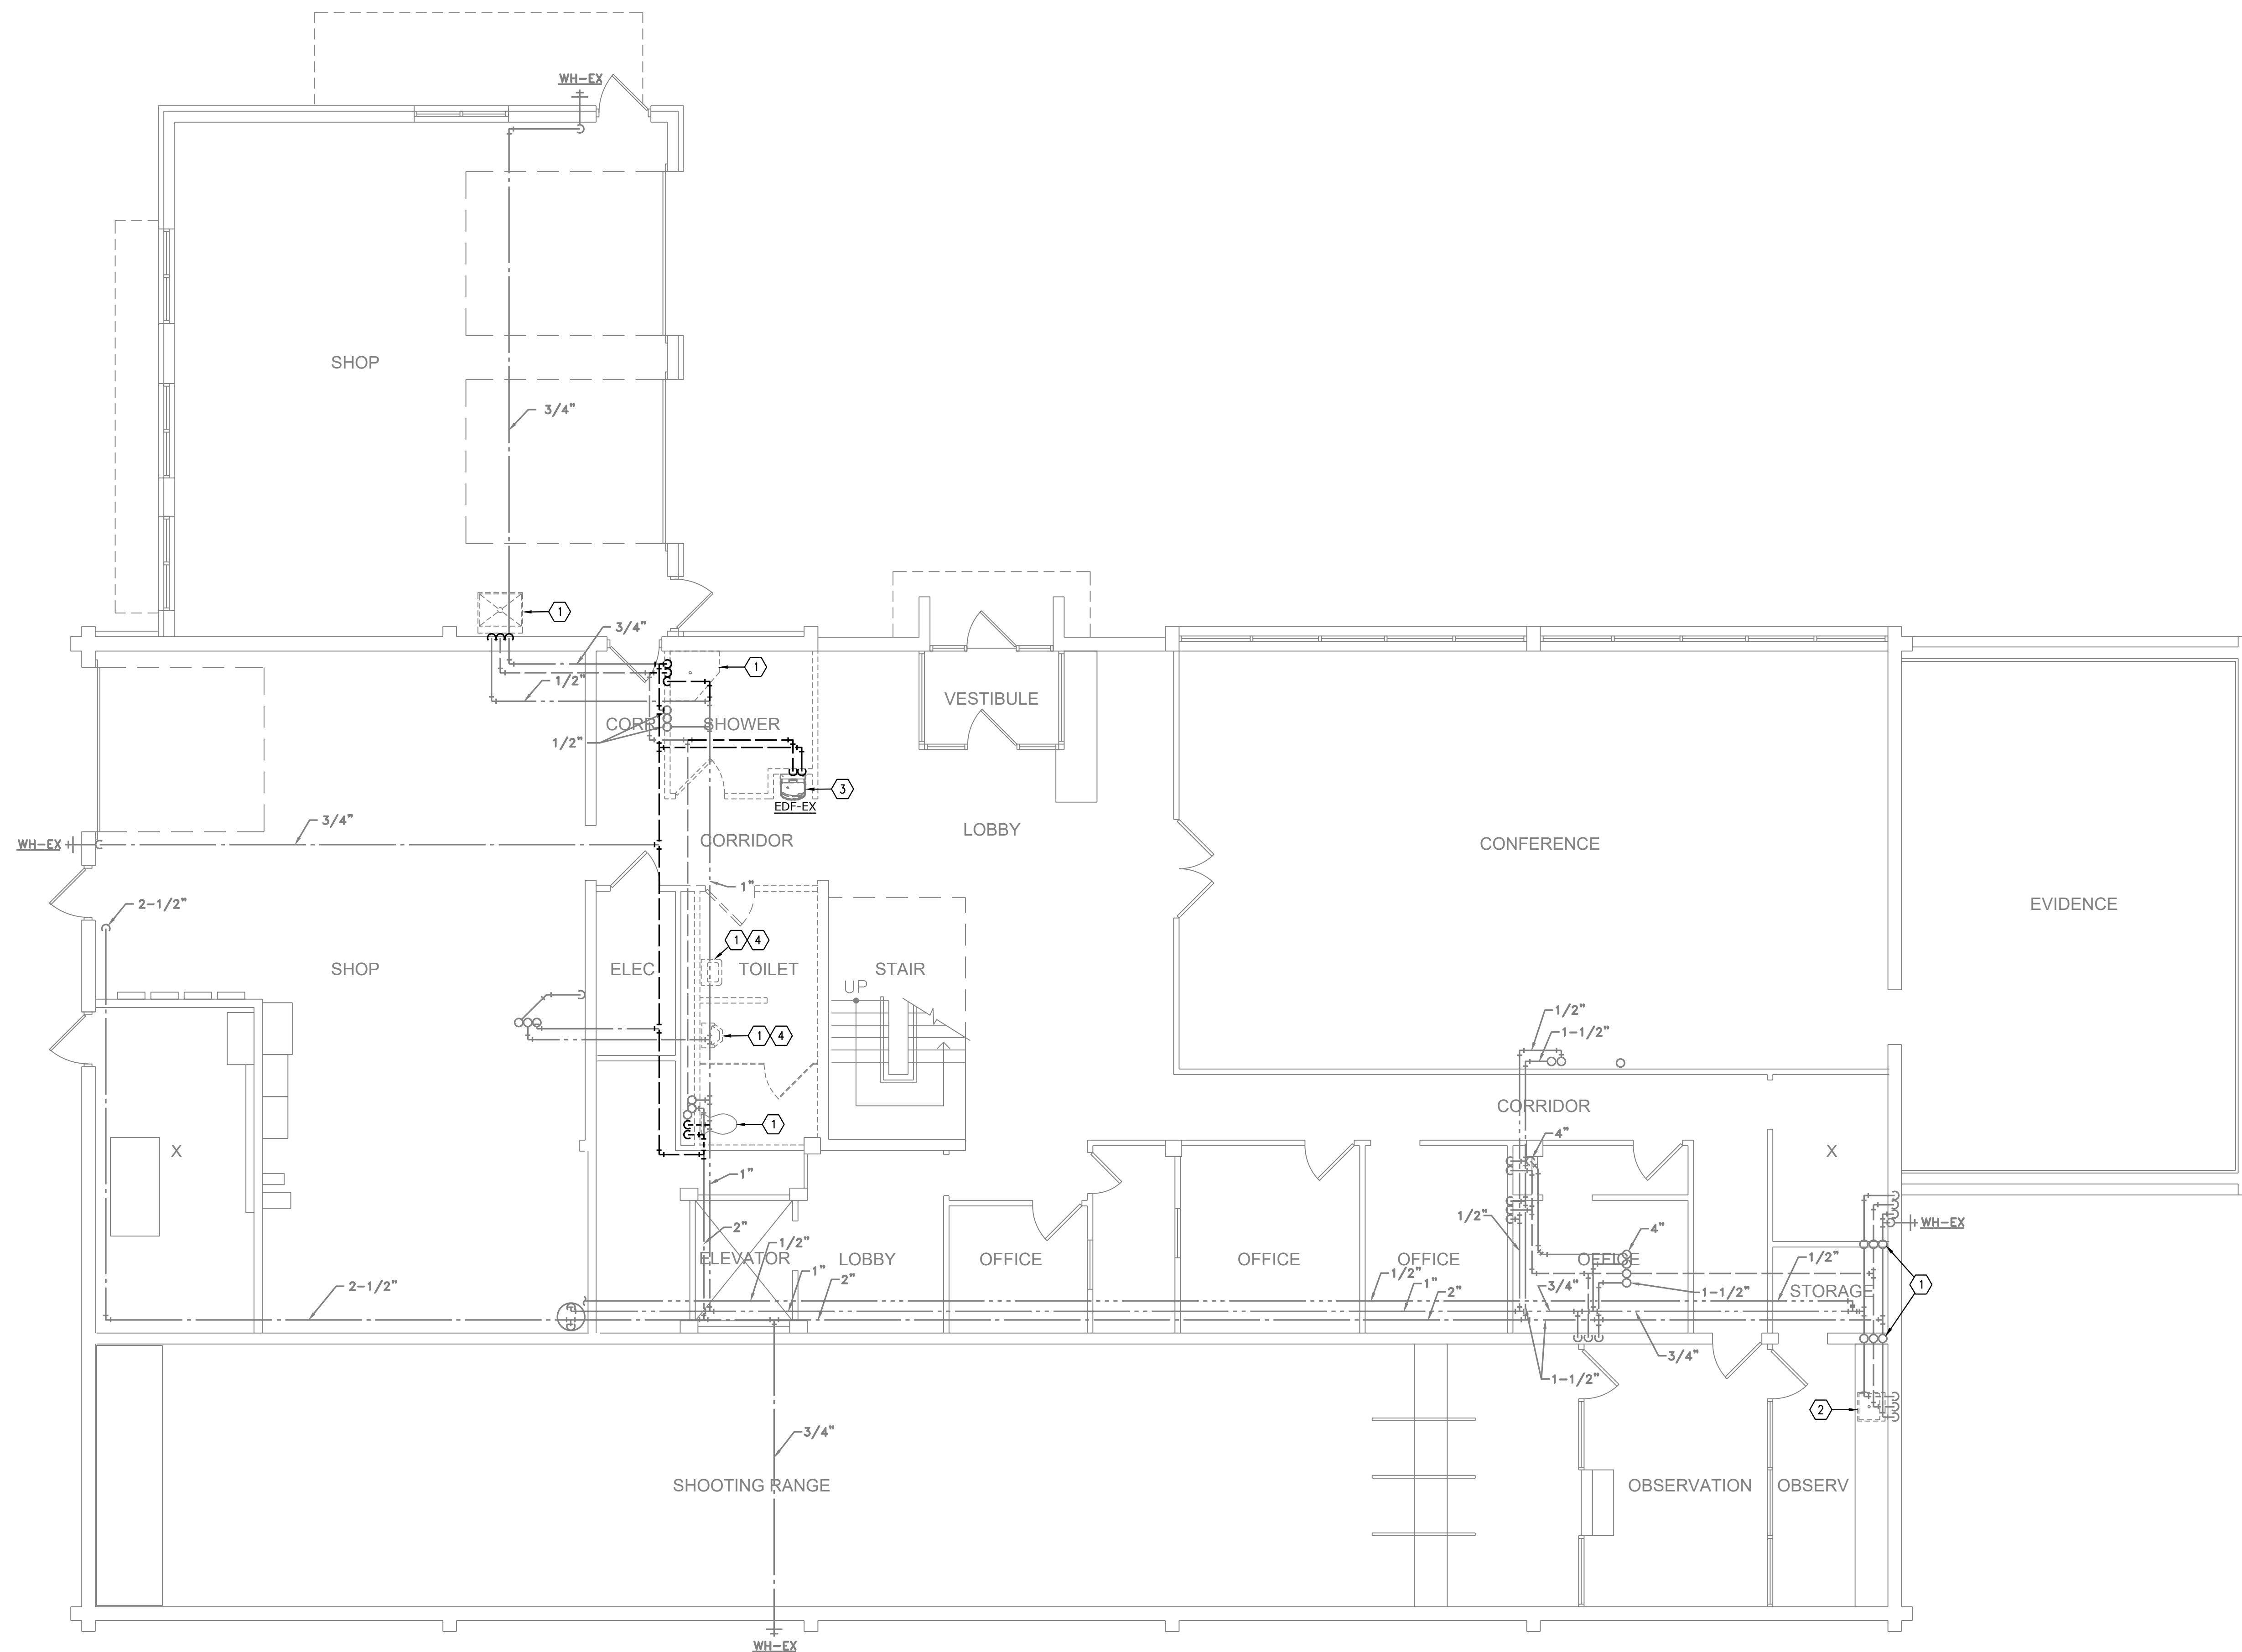 WH-EX
SHOP
3/4"
1
3/4"
1
1/2"
VESTIBULE
CORR
SHOWER
1/2"
3
EDF-EX
3/4"
LOBBY
CORRIDOR
WH-EX
CONFERENCE
1"
2-1/2"
EVIDENCE
1 4
SHOP
ELEC
TOILET
STAIR
UP
1/2"
1-1/2"
1 4
CORRIDOR
1
4"
X
X
1"
1/2"
WH-EX
2"
4"
1/2"
ELEVATOR
LOBBY
OFFICE
OFFICE
OFFICE
OFFICE
1/2"
1"
1/2"
1
2-1/2"
2"
1"
2"
3/4"
1-1/2"
STORAGE
3/4"
1-1/2"
2
3/4"
SHOOTING RANGE
OBSERVATION
OBSERV
WH-EX